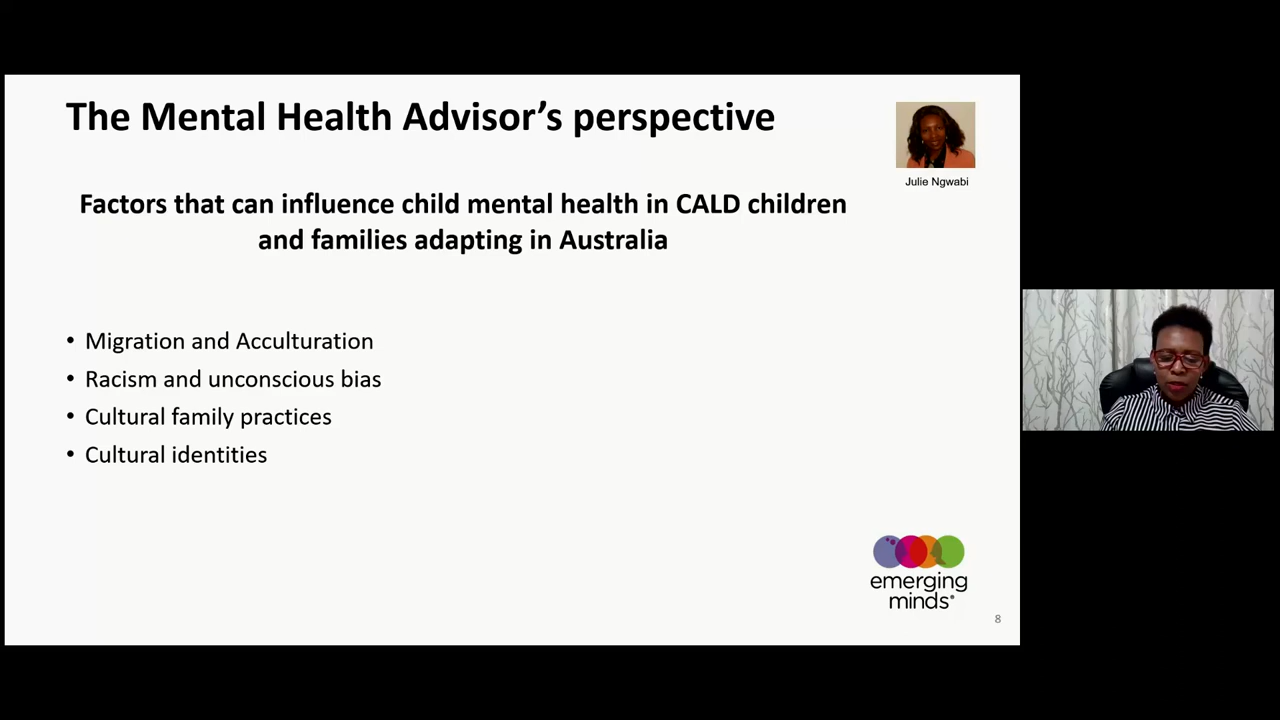 The Mental Health Advisor’s perspective
Julie Ngwabi
Factors that can influence child mental health in CALD children
and families adapting in Australia
• Migration and Acculturation
• Racism and unconscious bias
• Cultural family practices
• Cultural identities
emerging
minds
8